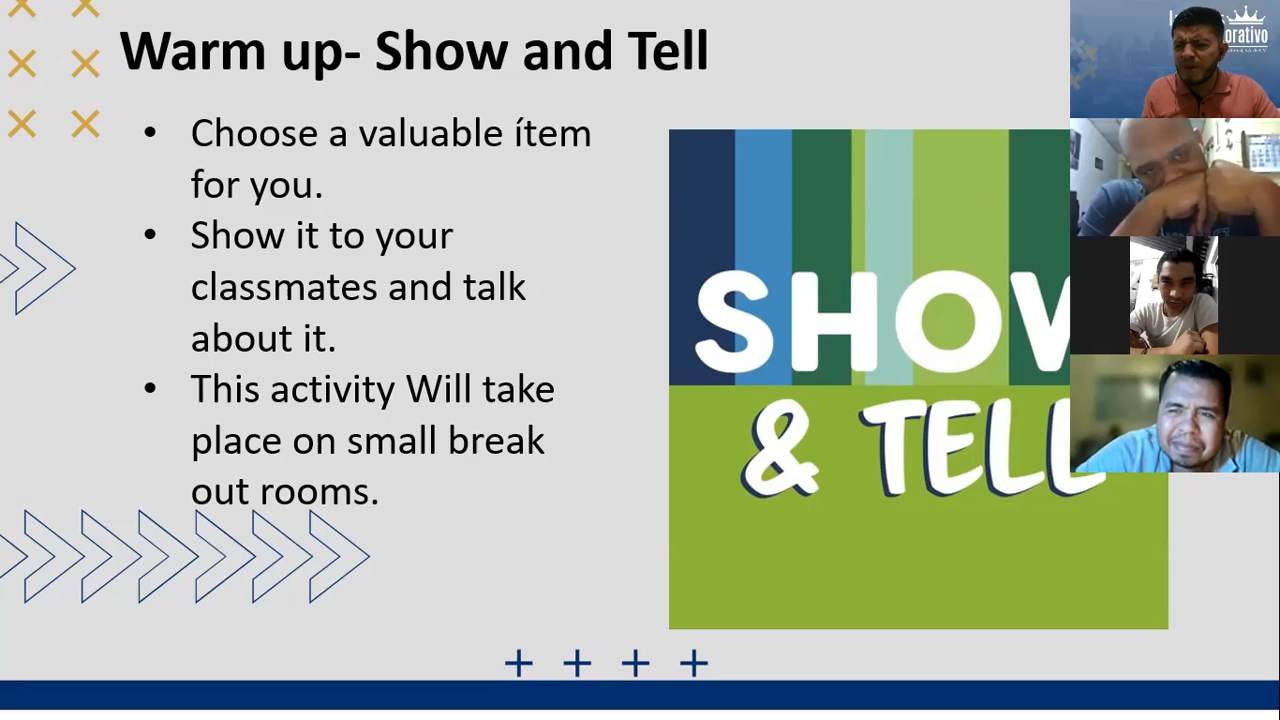 Warm up- Show and Tell
• Choose a valuable ítem
for you.
• Show it to your
classmates and talk
about it.
• This activity Will take
place on small break
out rooms.
SHOW
& TELL
orativo